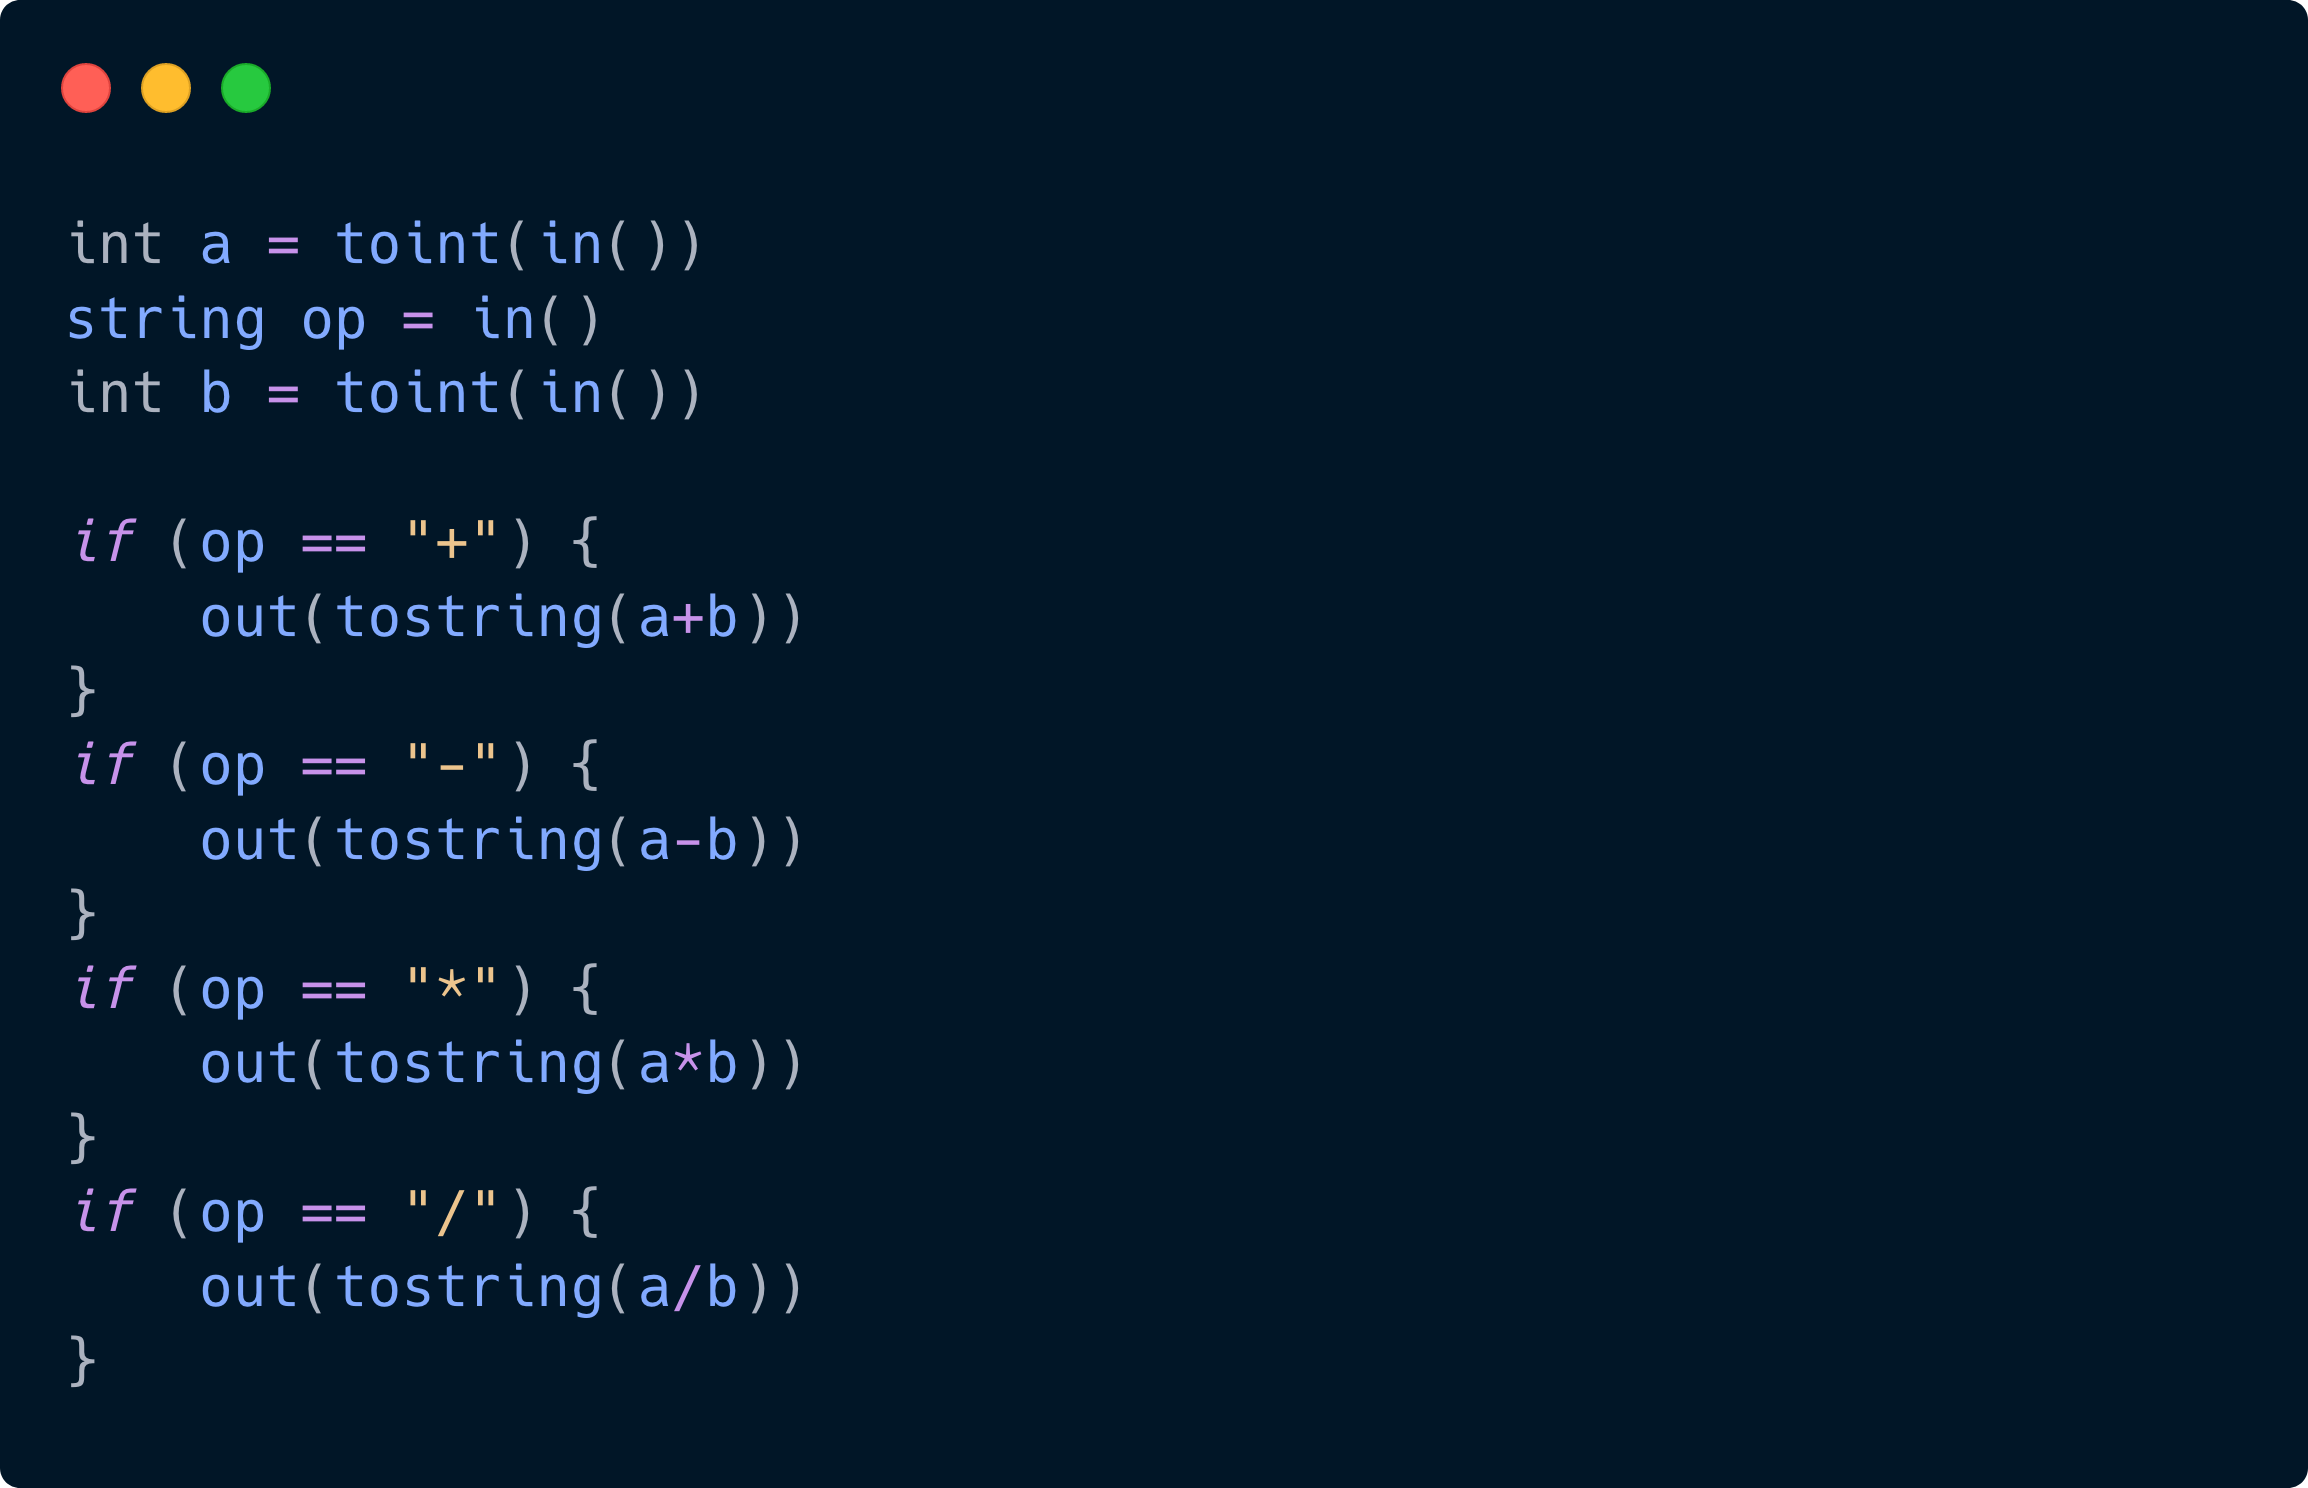 int a = toint(in())
string op = in()
int b = toint(in())

if (op == "+") {
    out(tostring(a+b))
}
if (op == "-") {
    out(tostring(a-b))
}
if (op == "*") {
    out(tostring(a*b))
}
if (op == "/") {
    out(tostring(a/b))
}